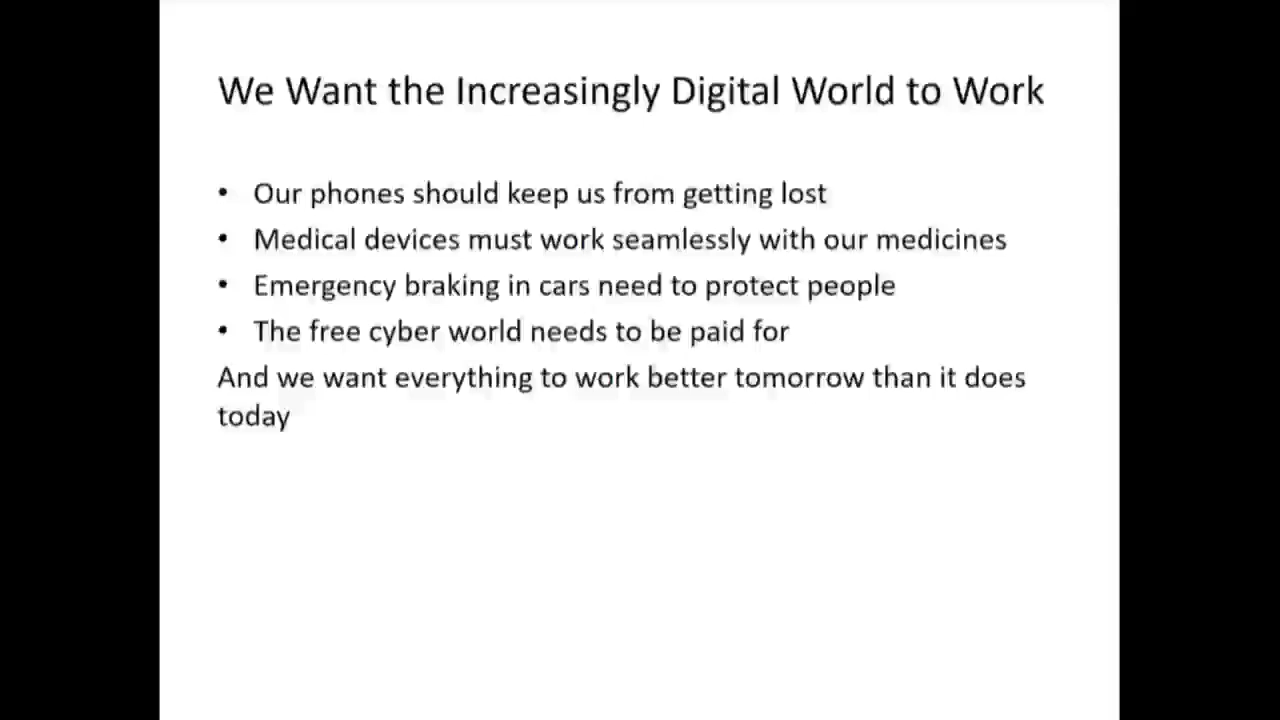 We Want the Increasingly Digital World to Work
• Our phones should keep us from getting lost
• Medical devices must work seamlessly with our medicines
• Emergency braking in cars need to protect people
• The free cyber world needs to be paid for
And we want everything to work better tomorrow than it does
today